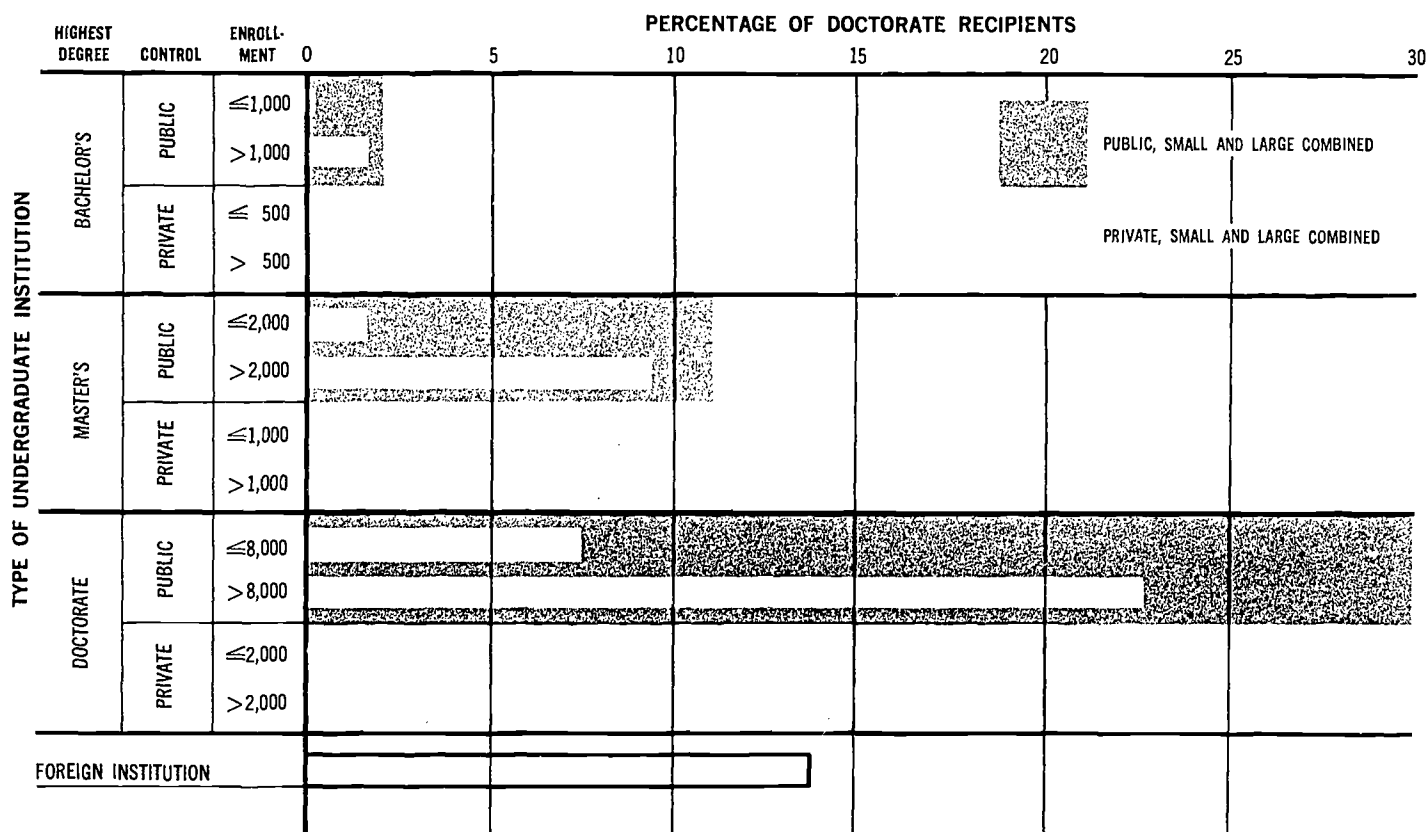 PERCENTAGE OF DOCTORATE RECIPIENTS
HIGHEST DEGREE CONTROL ENROLL-MENT 0 5 10 15 20 25 30
TYPE OF UNDERGRADUATE INSTITUTION
BACHELOR'S
PUBLIC
≦1,000
>1,000
PRIVATE
≦ 500
> 500
PUBLIC, SMALL AND LARGE COMBINED
PRIVATE, SMALL AND LARGE COMBINED
MASTER'S
PUBLIC
≦2,000
>2,000
PRIVATE
≦1,000
>1,000
DOCTORATE
PUBLIC
≦8,000
>8,000
PRIVATE
≦2,000
>2,000
FOREIGN INSTITUTION